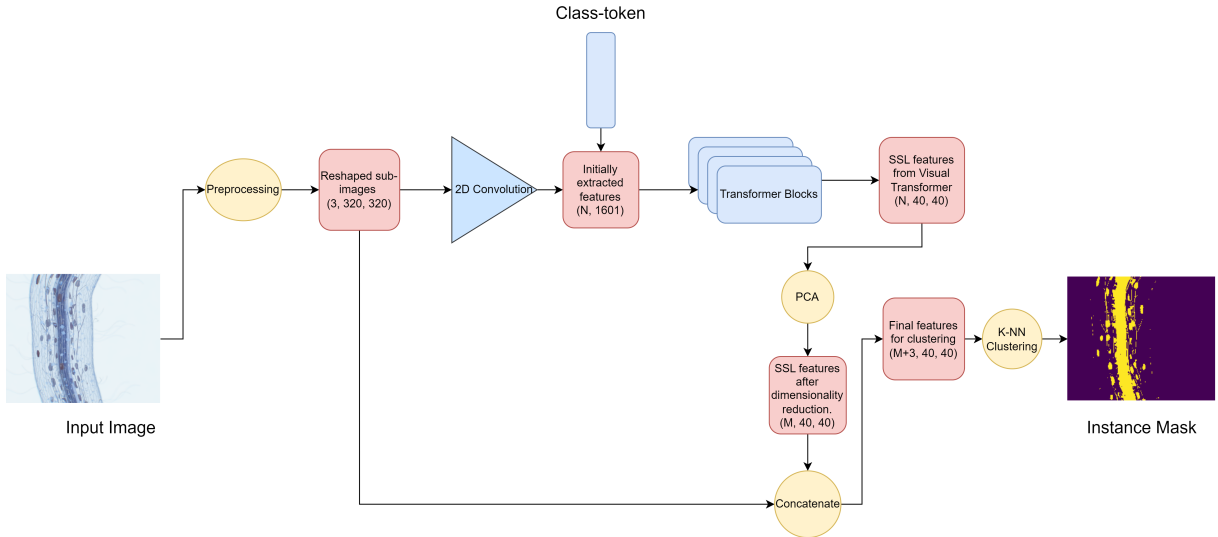 Class-token
Preprocessing
Reshaped sub-
images
(3, 320, 320)
2D Convolution
Initially
extracted
features
(N, 1601)
Transformer Blocks
SSL features
from Visual
Transformer
(N, 40, 40)
PCA
SSL features
after
dimensionality
reduction.
(M, 40, 40)
Concatenate
Final features
for clustering
(M+3, 40, 40)
K-NN
Clustering
Input Image
Instance Mask